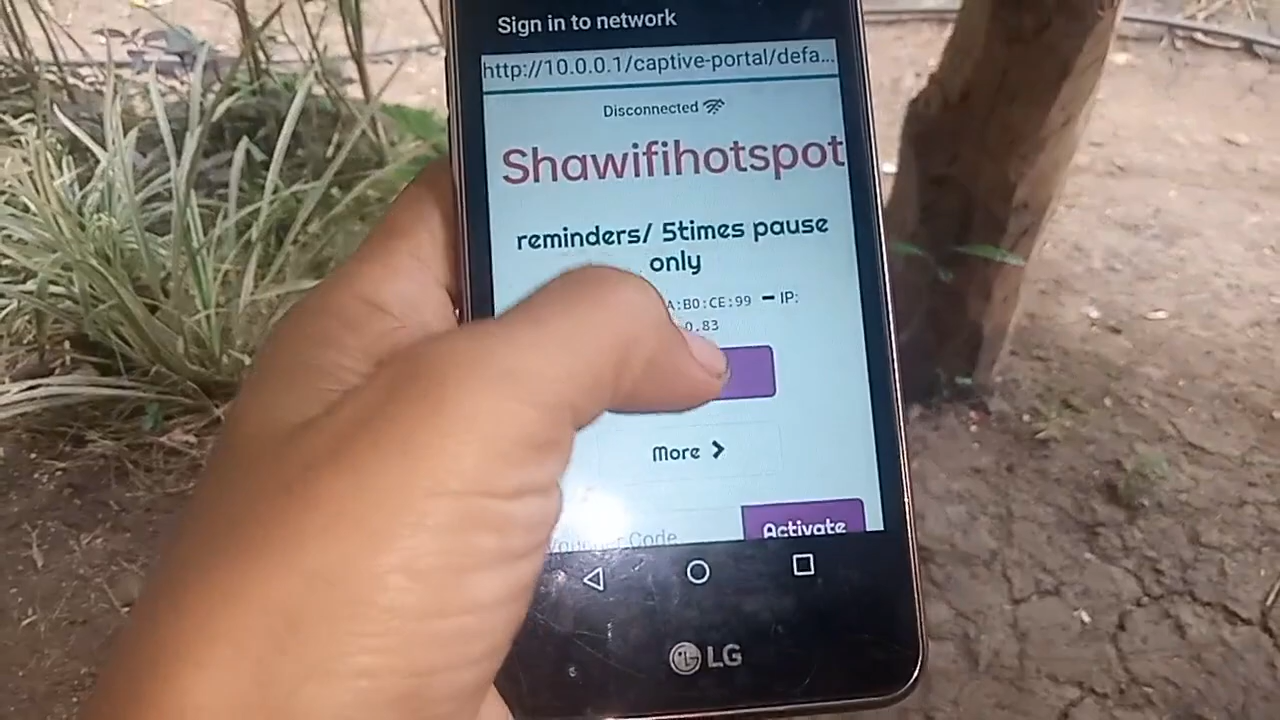 Sign in to network
http://10.0.0.1/captive-portal/defa...
Disconnected
Shawifihotspot
reminders/ 5times pause
only
A:B0:CE:99 – IP:
0.83
More
Code
Activate
LG